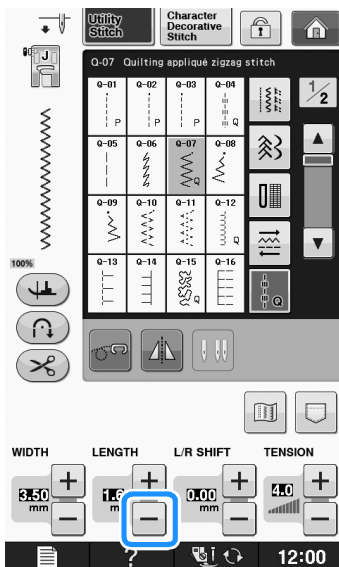 Utility Stitch
Character Decorative Stitch
J
Q-07 Quilting appliqué zigzag stitch
Q-01 Q-02 Q-03 Q-04
P P P Q
1/2
Q-05 Q-06 Q-07 Q-08
Q
Q-09 Q-10 Q-11 Q-12
Q
100%
Q-13 Q-14 Q-15 Q-16
Q
WIDTH LENGTH L/R SHIFT TENSION
3.50 mm + − 1.6 mm + − 0.00 mm + − 4.0 + −
? 12:00